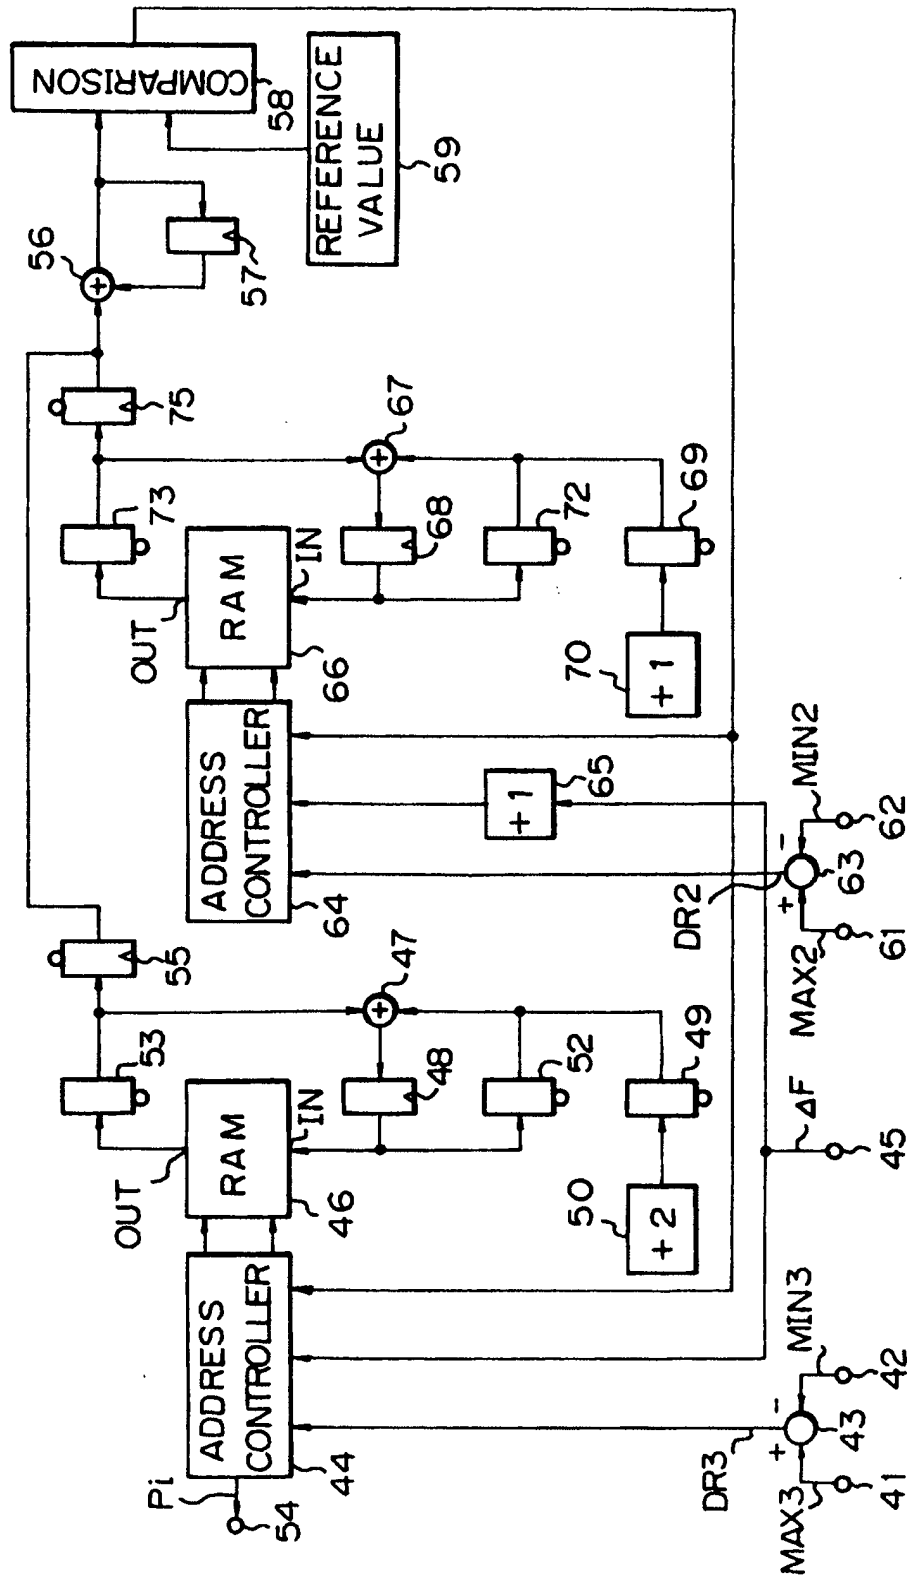 COMPARISON
58
REFERENCE
VALUE
59
56
+
57
75
73
67
+
68
72
69
70
+1
OUT
RAM
IN
66
ADDRESS
CONTROLLER
64
+1
65
DR2
MIN2
-
62
63
+
MAX2
61
55
53
47
+
48
52
49
50
+2
OUT
RAM
IN
46
ΔF
45
ADDRESS
CONTROLLER
44
Pi
54
DR3
MIN3
-
42
43
+
MAX3
41